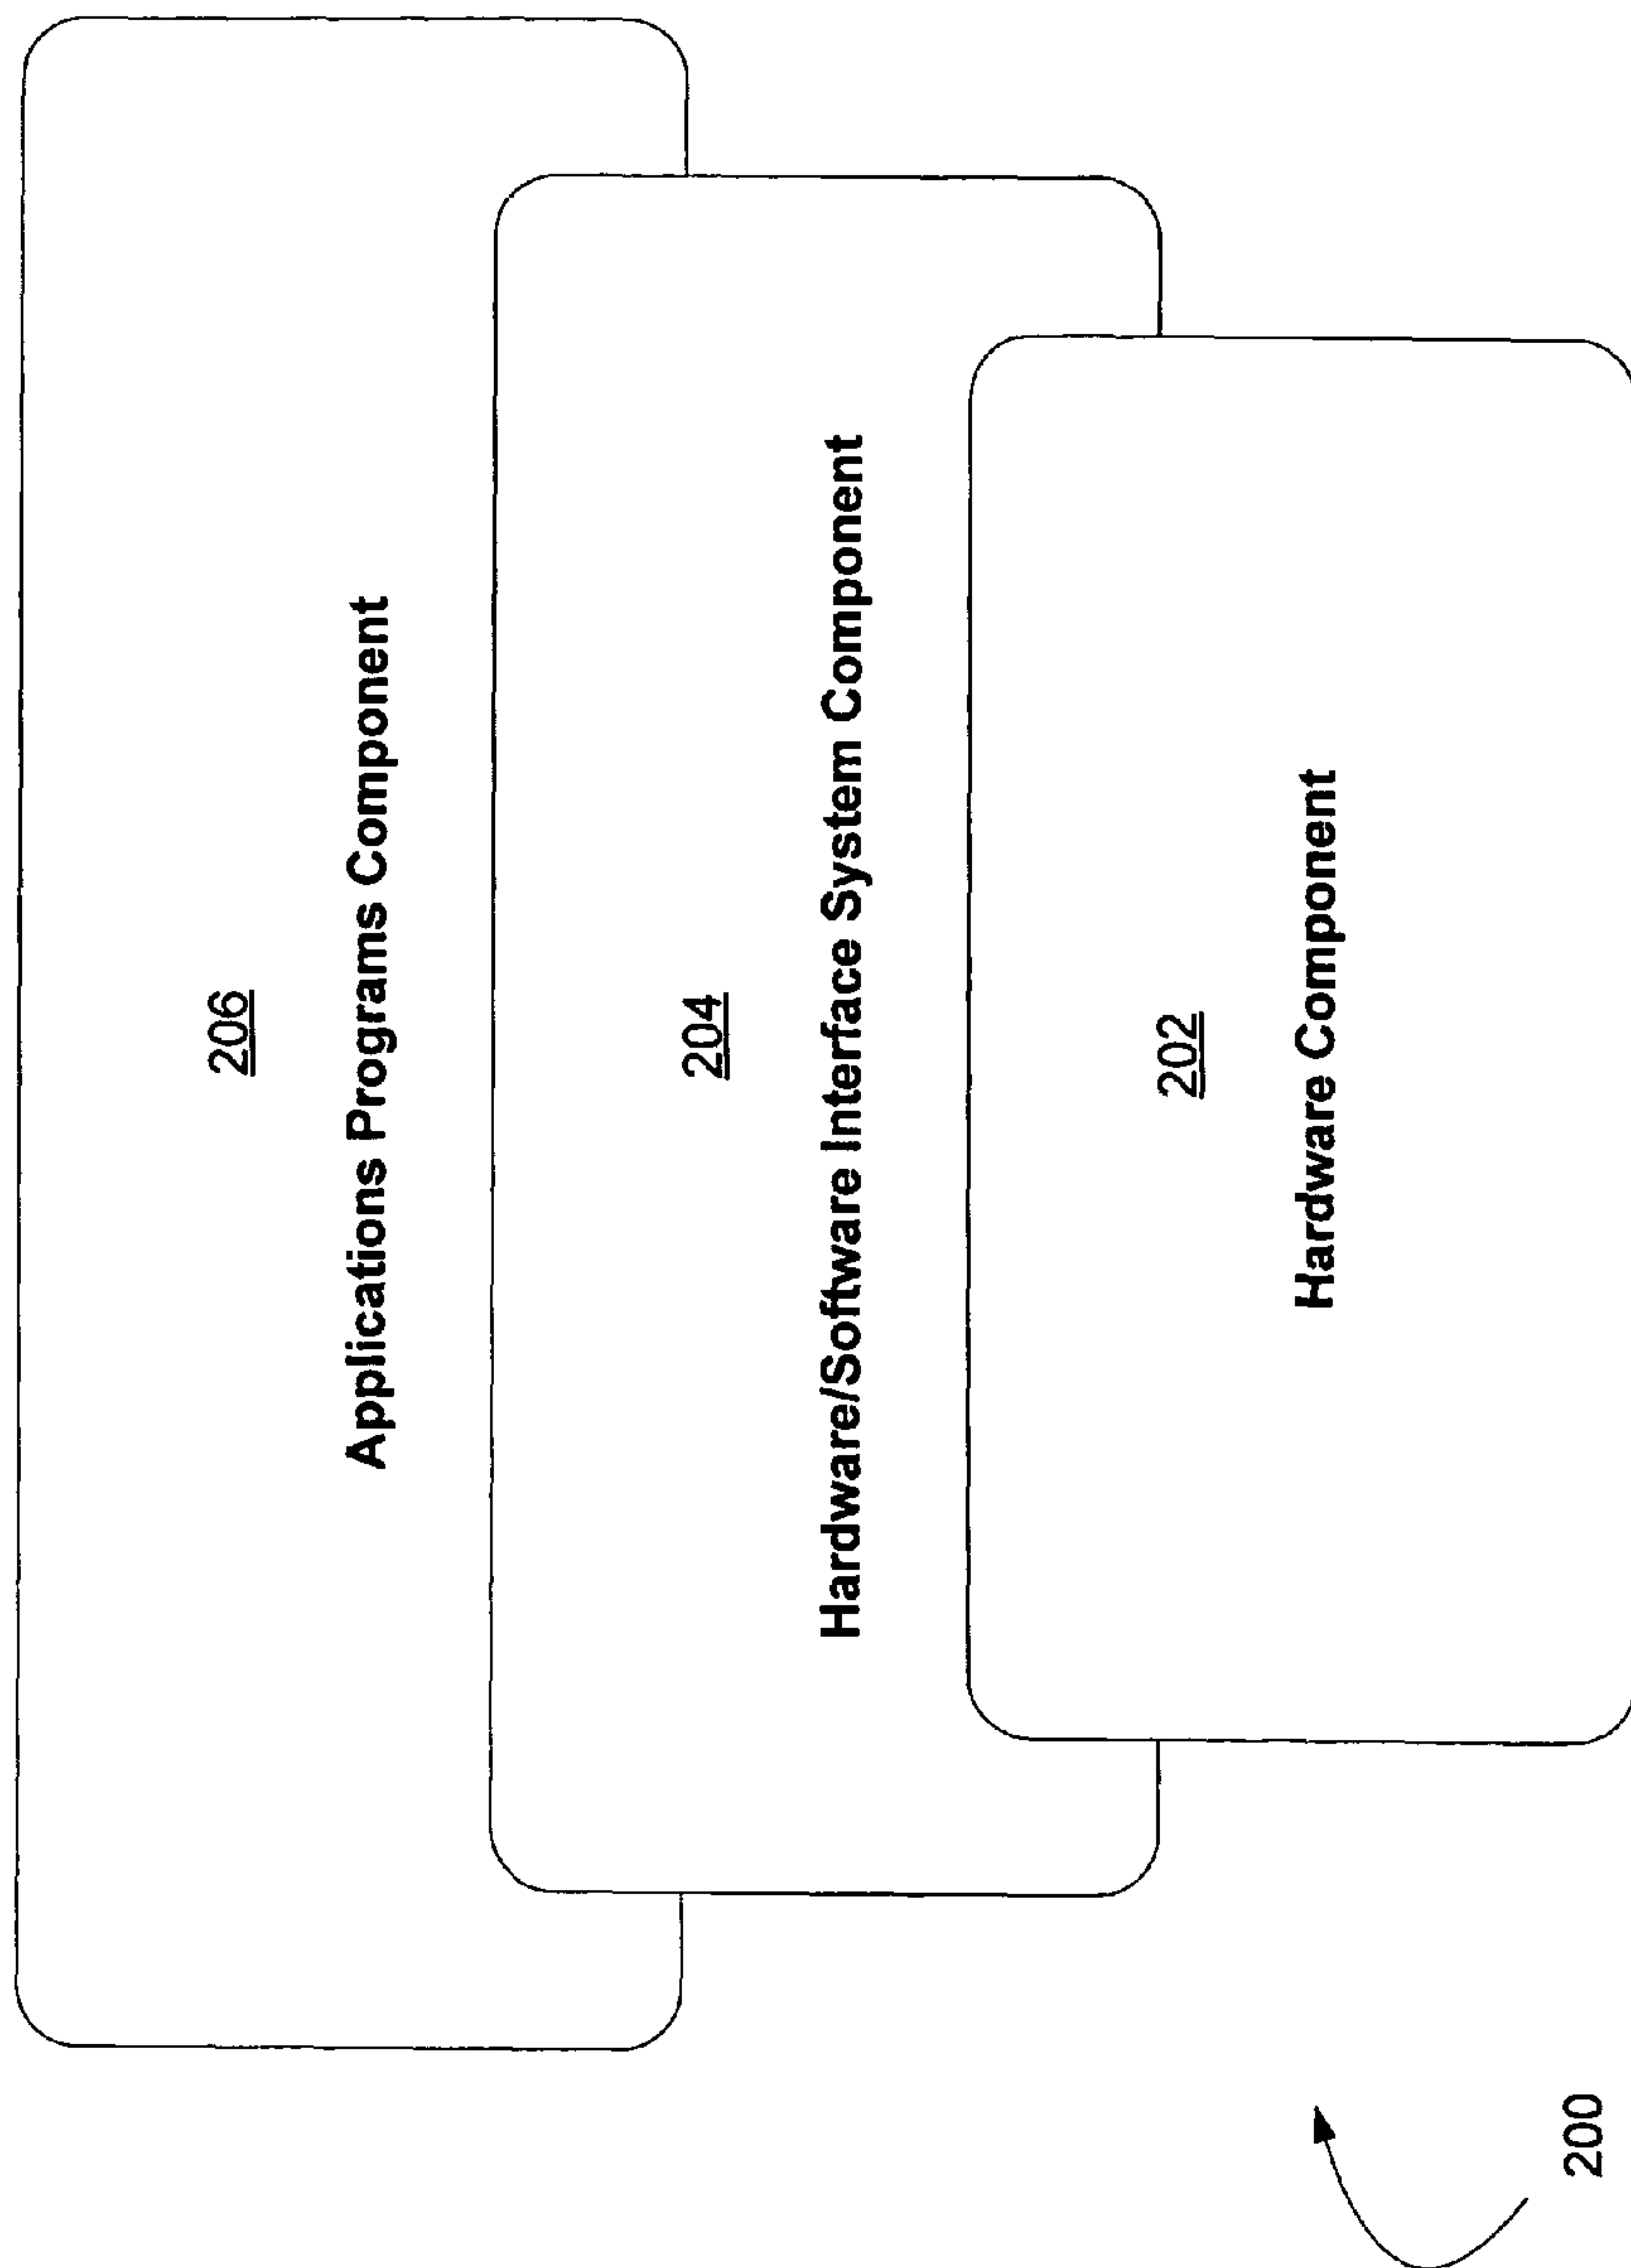 206
Applications Programs Component
204
Hardware/Software Interface System Component
202
Hardware Component
200